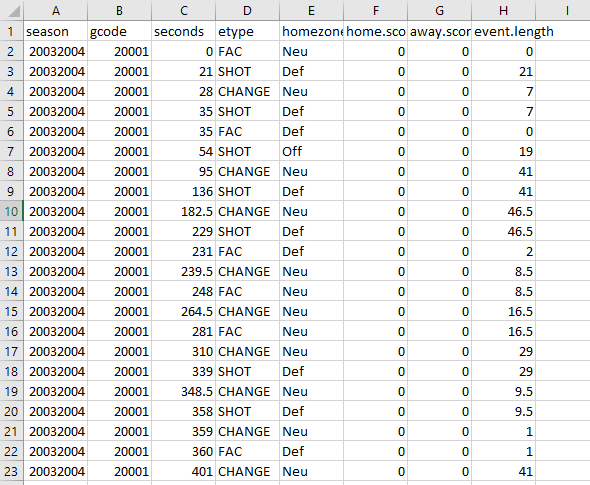 A B C D E F G H I
1 season gcode seconds etype homezone home.sco away.scor event.length
2 20032004 20001 0 FAC Neu 0 0 0
3 20032004 20001 21 SHOT Def 0 0 21
4 20032004 20001 28 CHANGE Neu 0 0 7
5 20032004 20001 35 SHOT Def 0 0 7
6 20032004 20001 35 FAC Def 0 0 0
7 20032004 20001 54 SHOT Off 0 0 19
8 20032004 20001 95 CHANGE Neu 0 0 41
9 20032004 20001 136 SHOT Def 0 0 41
10 20032004 20001 182.5 CHANGE Neu 0 0 46.5
11 20032004 20001 229 SHOT Def 0 0 46.5
12 20032004 20001 231 FAC Def 0 0 2
13 20032004 20001 239.5 CHANGE Neu 0 0 8.5
14 20032004 20001 248 FAC Neu 0 0 8.5
15 20032004 20001 264.5 CHANGE Neu 0 0 16.5
16 20032004 20001 281 FAC Neu 0 0 16.5
17 20032004 20001 310 CHANGE Neu 0 0 29
18 20032004 20001 339 SHOT Def 0 0 29
19 20032004 20001 348.5 CHANGE Neu 0 0 9.5
20 20032004 20001 358 SHOT Def 0 0 9.5
21 20032004 20001 359 CHANGE Neu 0 0 1
22 20032004 20001 360 FAC Def 0 0 1
23 20032004 20001 401 CHANGE Neu 0 0 41